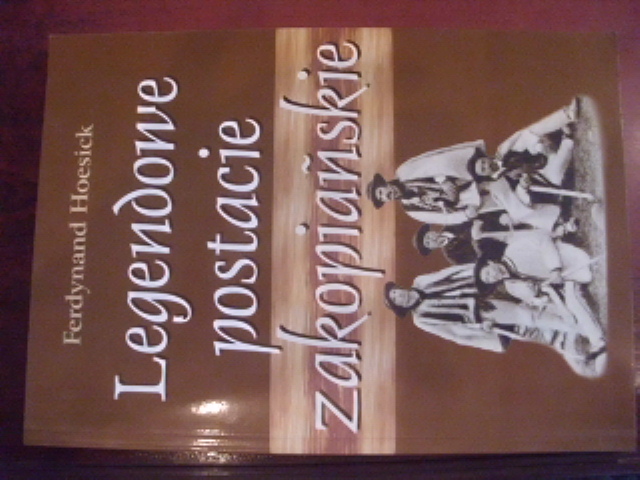 Ferdynand Hoesick
Legendowe
postacie
zakopiańskie